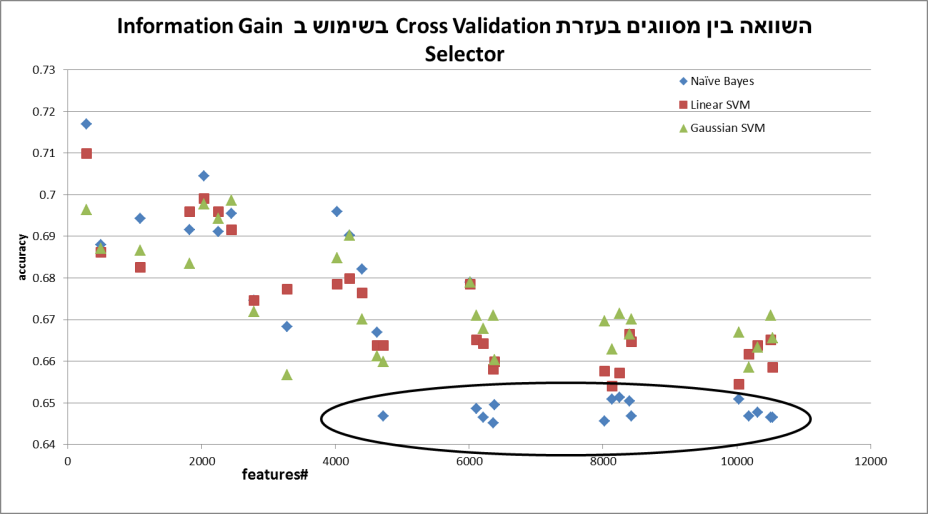 השוואה בין מסווגים בעזרת Cross Validation בשימוש ב Information Gain
Selector
0.73
0.72
0.71
0.7
0.69
0.68
0.67
0.66
0.65
0.64
accuracy
Naïve Bayes
Linear SVM
Gaussian SVM
0 2000 4000 6000 8000 10000 12000
features#